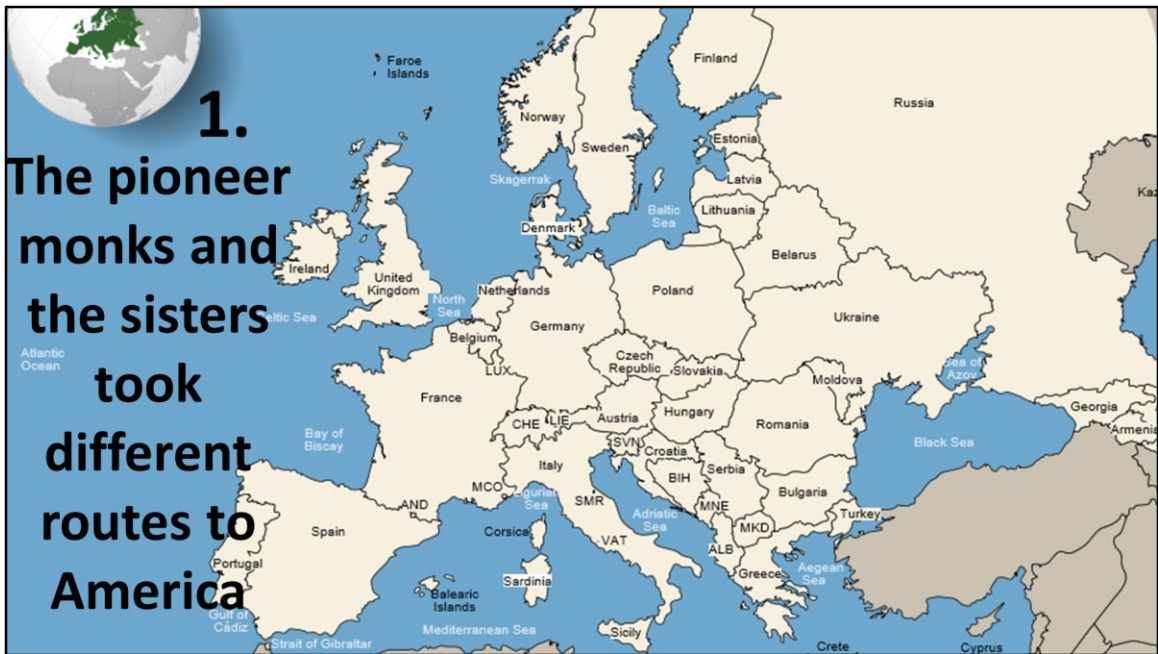 1.
The pioneer
monks and
the sisters
took
different
routes to
America
Faroe
Islands
Finland
Russia
Norway
Sweden
Estonia
Skagerrak
Latvia
Baltic
Sea
Lithuania
Denmark
Belarus
Ireland
United
Kingdom
North
Sea
Netherlands
Poland
Germany
Ukraine
eltic Sea
Belgium
Atlantic
Ocean
LUX
Czech
Republic
Slovakia
Moldova
Sea of
Azov
France
Austria
Hungary
Romania
Georgia
Armenia
CHE
LIE
Bay of
Biscay
SVN
Croatia
Black Sea
Italy
BIH
Serbia
Bulgaria
MCO
Ligurian
Sea
SMR
AND
MNE
Turkey
Spain
Corsica
Adriatic
Sea
MKD
VAT
ALB
Portugal
Sardinia
Greece
Aegean
Sea
Balearic
Islands
Gulf of
Cádiz
Mediterranean Sea
Sicily
Strait of Gibraltar
Crete
Cyprus